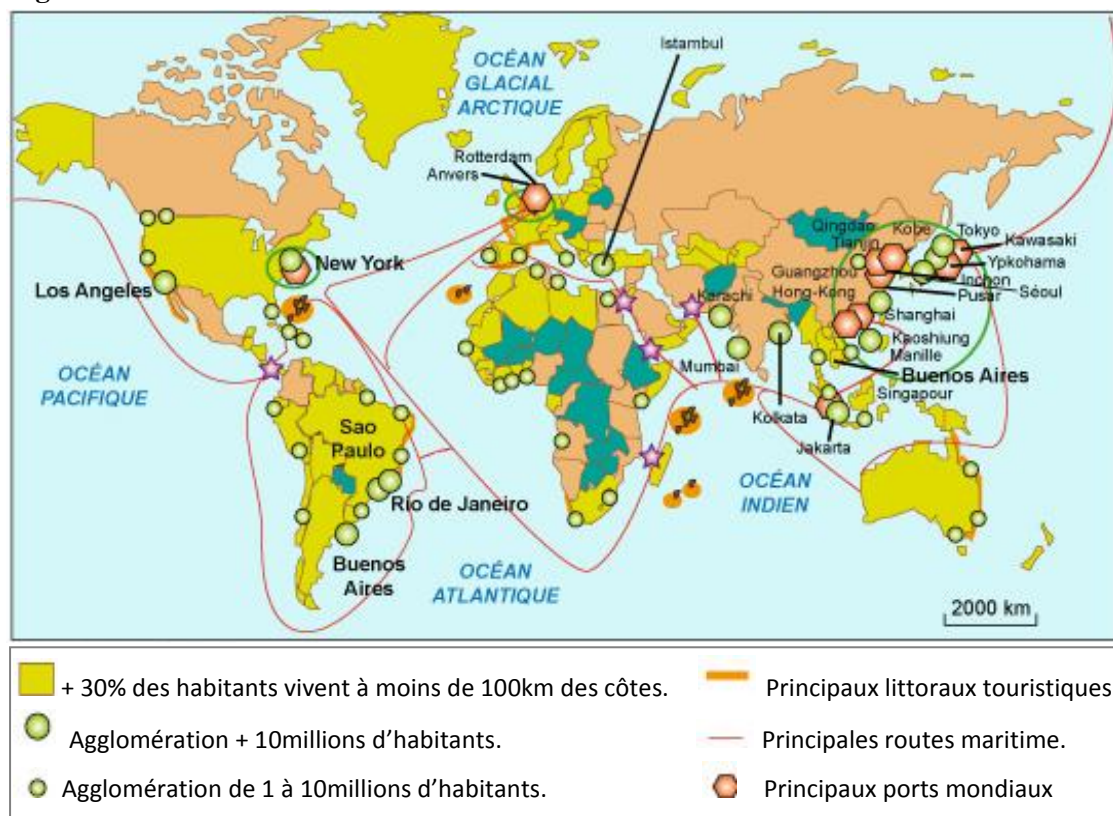 OCÉAN
GLACIAL
ARCTIQUE
Istambul
Rotterdam
Anvers
Qingdao
Tianjin
Kobe
Tokyo
Kawasaki
Ypkohama
Inchon
Séoul
Pusar
Guangzhou
Hong-Kong
Shanghai
Kaoshiung
Manille
Buenos Aires
Singapour
Jakarta
Kolkata
Mumbai
Karachi
New York
Los Angeles
OCÉAN
PACIFIQUE
Sao
Paulo
Rio de Janeiro
Buenos
Aires
OCÉAN
ATLANTIQUE
OCÉAN
INDIEN
2000 km
+ 30% des habitants vivent à moins de 100km des côtes.
Agglomération + 10millions d’habitants.
Agglomération de 1 à 10millions d’habitants.
Principaux littoraux touristiques
Principales routes maritime.
Principaux ports mondiaux